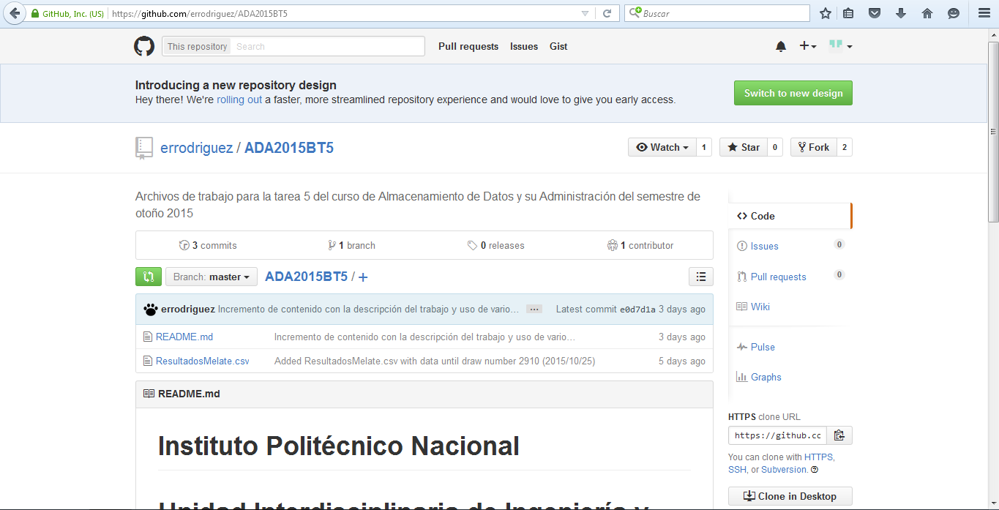 GitHub, Inc. (US) https://github.com/errodriguez/ADA2015BT5 Buscar
This repository Search Pull requests Issues Gist
Introducing a new repository design
Hey there! We're rolling out a faster, more streamlined repository experience and would love to give you early access.
Switch to new design
errodriguez / ADA2015BT5
Watch 1 Star 0 Fork 2
Archivos de trabajo para la tarea 5 del curso de Almacenamiento de Datos y su Administración del semestre de
otoño 2015
3 commits 1 branch 0 releases 1 contributor
Branch: master ADA2015BT5 / +
errodriguez Incremento de contenido con la descripción del trabajo y uso de vario… Latest commit e0d7d1a 3 days ago
README.md Incremento de contenido con la descripción del trabajo y uso de vario… 3 days ago
ResultadosMelate.csv Added ResultadosMelate.csv with data until draw number 2910 (2015/10/25) 5 days ago
README.md
Instituto Politécnico Nacional
Unidad Interdisciplinaria de Ingeniería y
Code
Issues 0
Pull requests 0
Wiki
Pulse
Graphs
HTTPS clone URL
https://github.cc
You can clone with HTTPS,
SSH, or Subversion.
Clone in Desktop